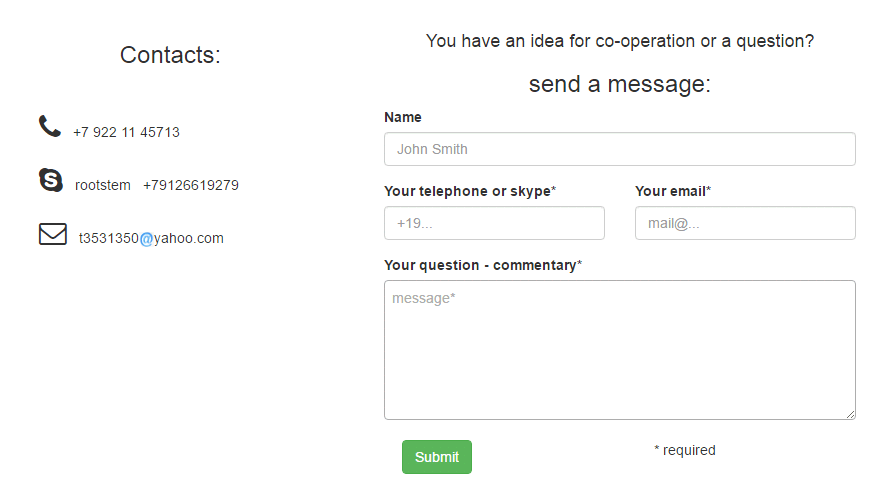 Contacts:
+7 922 11 45713
rootstem +79126619279
t3531350@yahoo.com
You have an idea for co-operation or a question?
send a message:
Name
John Smith
Your telephone or skype* Your email*
+19... mail@...
Your question - commentary*
message*
Submit * required